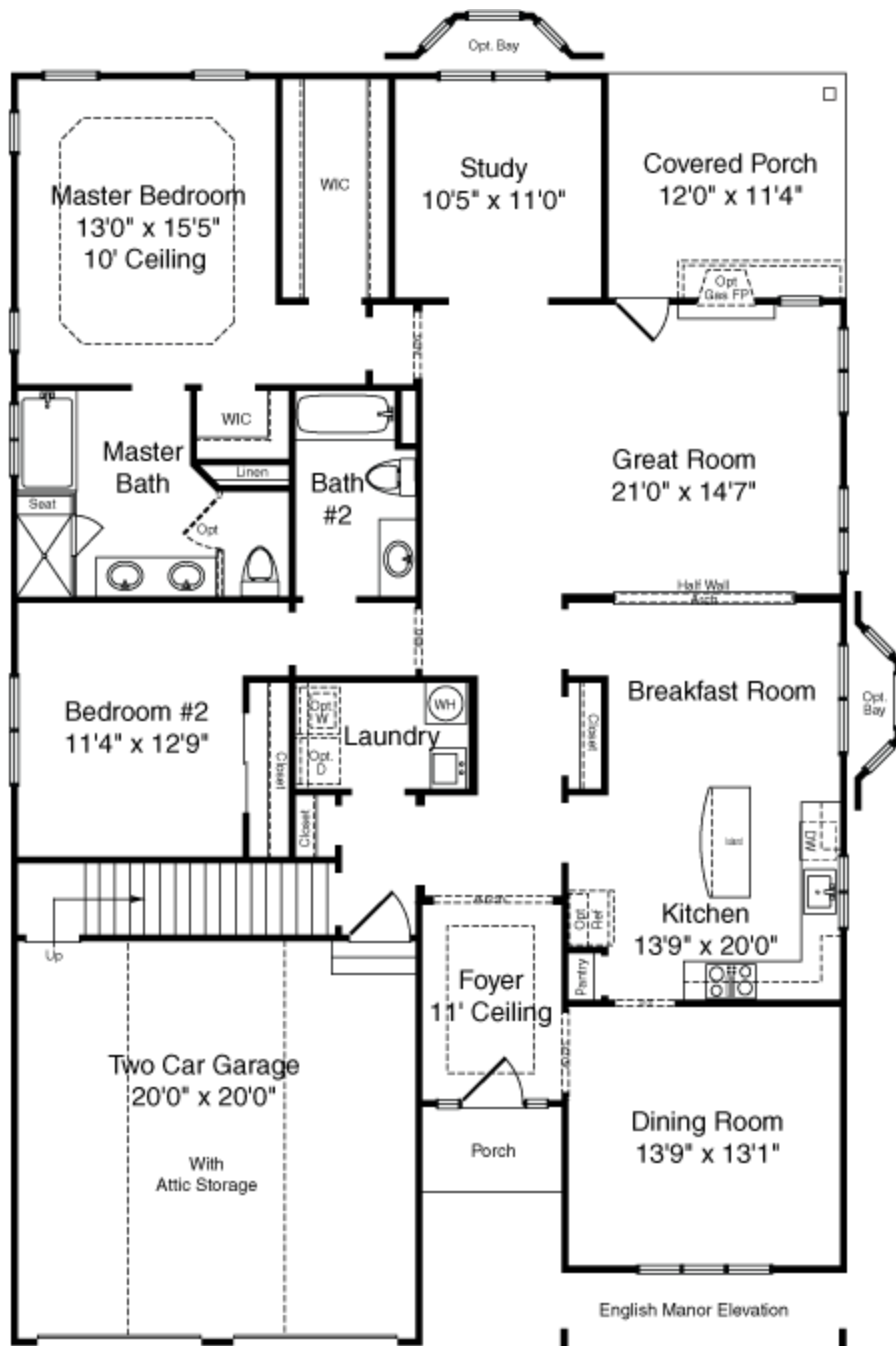 Opt. Bay
Master Bedroom
13'0" x 15'5"
10' Ceiling
WIC
Study
10'5" x 11'0"
Covered Porch
12'0" x 11'4"
Opt
Gas FP
WIC
Master
Bath
Linen
Seat
Opt
Bath
#2
Great Room
21'0" x 14'7"
Half Wall
Arch
Bedroom #2
11'4" x 12'9"
Closet
Opt.
W
Opt.
D
WH
Laundry
Closet
Closet
Breakfast Room
Opt.
Bay
DW
Kitchen
13'9" x 20'0"
Opt
Ref
Pantry
Up
Foyer
11' Ceiling
Two Car Garage
20'0" x 20'0"
With
Attic Storage
Porch
Dining Room
13'9" x 13'1"
English Manor Elevation